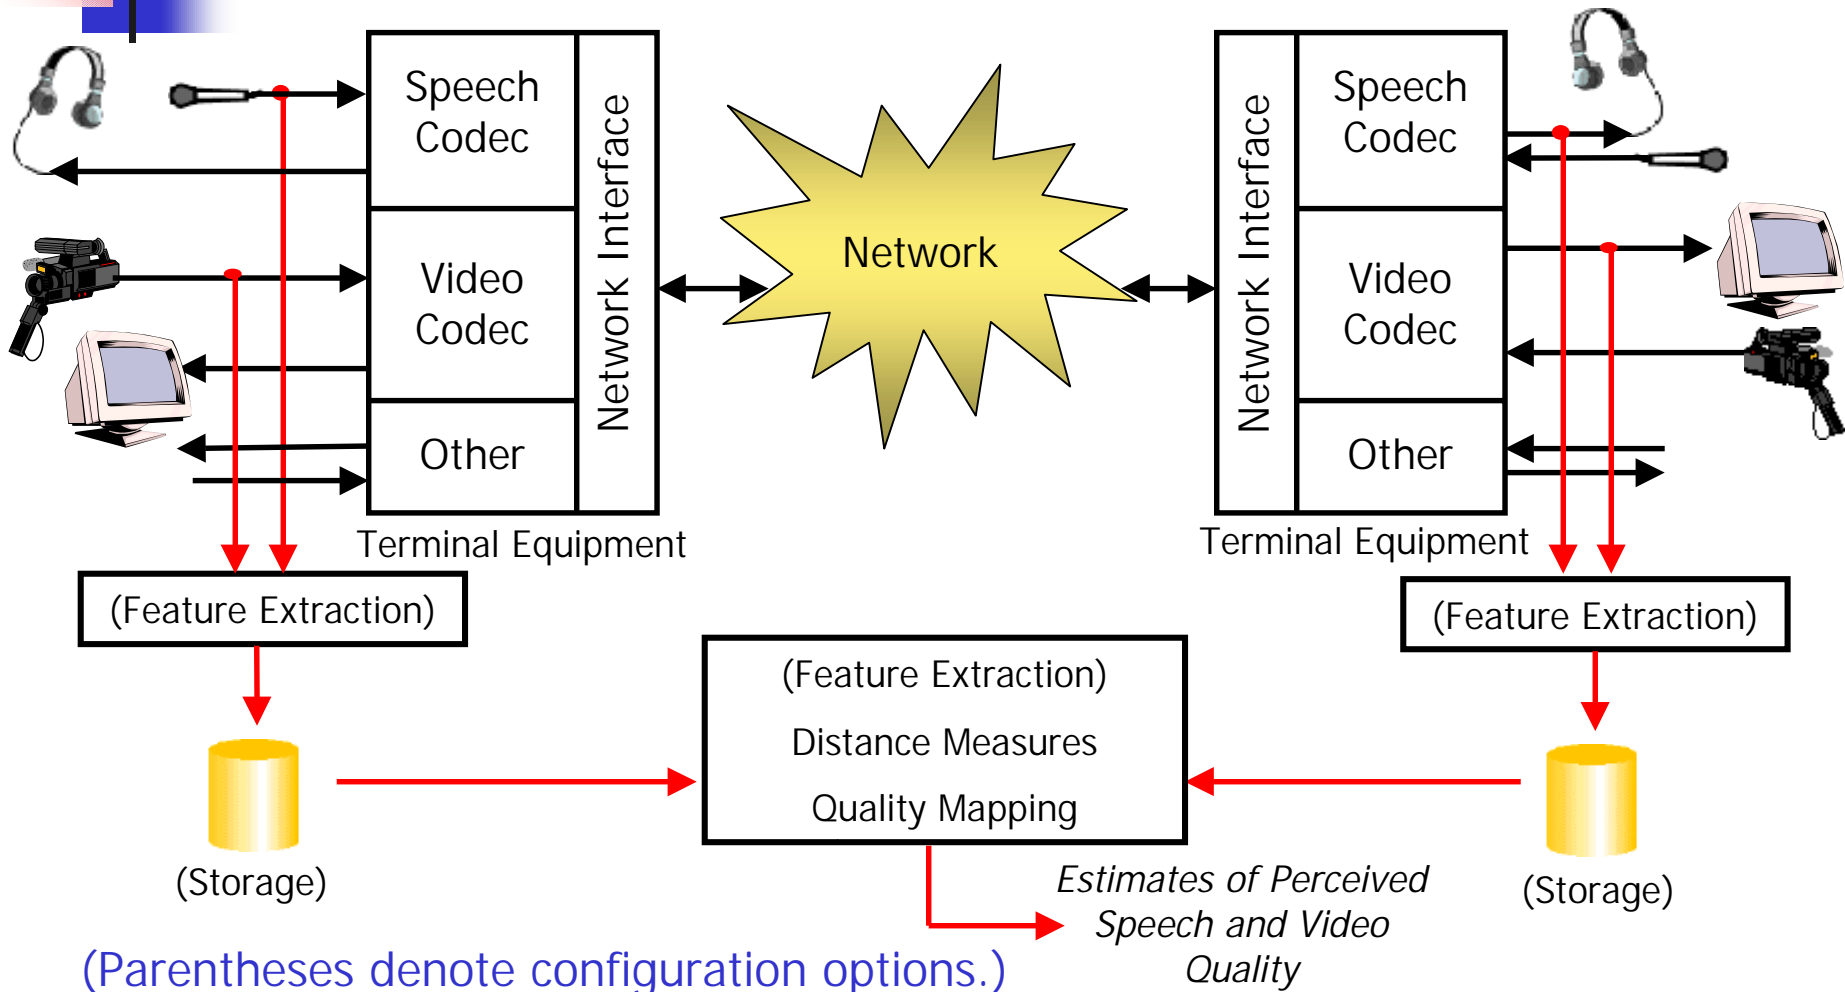 Speech
Codec
Network Interface
Video
Codec
Other
Terminal Equipment
Network
Network Interface
Speech
Codec
Video
Codec
Other
Terminal Equipment
(Feature Extraction)
(Storage)
(Feature Extraction)
Distance Measures
Quality Mapping
(Feature Extraction)
(Storage)
Estimates of Perceived
Speech and Video
Quality
(Parentheses denote configuration options.)